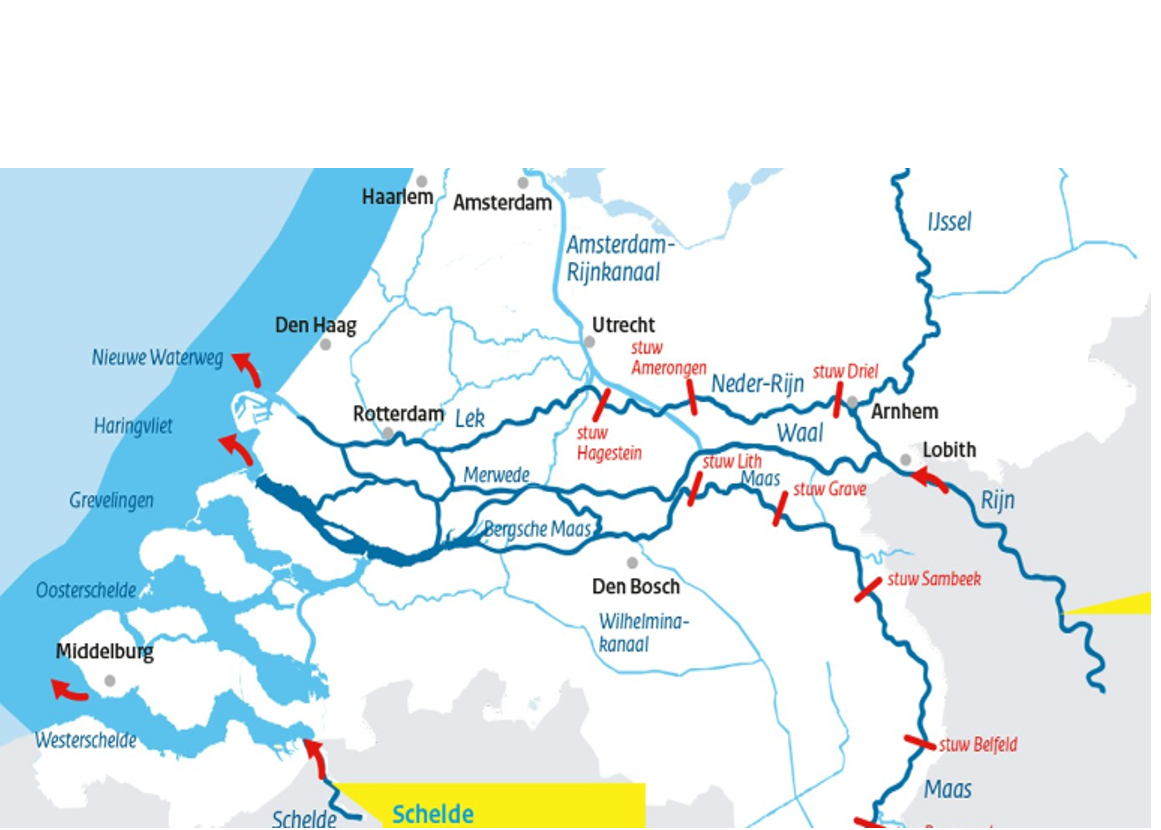 Haarlem
Amsterdam
IJssel
Amsterdam-
Rijnkanaal
Den Haag
Utrecht
Nieuwe Waterweg
stuw
Amerongen
Neder-Rijn
stuw Driel
Rotterdam
Lek
Arnhem
Haringvliet
stuw
Hagestein
Waal
Lobith
Merwede
stuw Lith
Maas
stuw Grave
Rijn
Grevelingen
Bergsche Maas
Oosterschelde
Den Bosch
stuw Sambeek
Wilhelmina-
kanaal
Middelburg
Westerschelde
stuw Belfeld
Maas
Schelde
Schelde